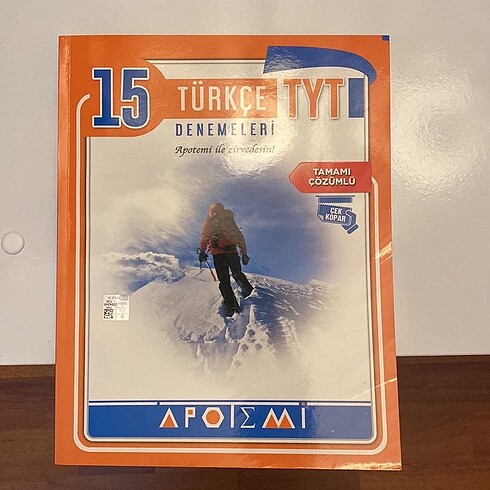 15 TÜRKÇE TYT
DENEMELERİ
Apotemi ile zirvedesin!
TAMAMI
ÇÖZÜMLÜ
ÇEK
KOPAR
APOTEMİ